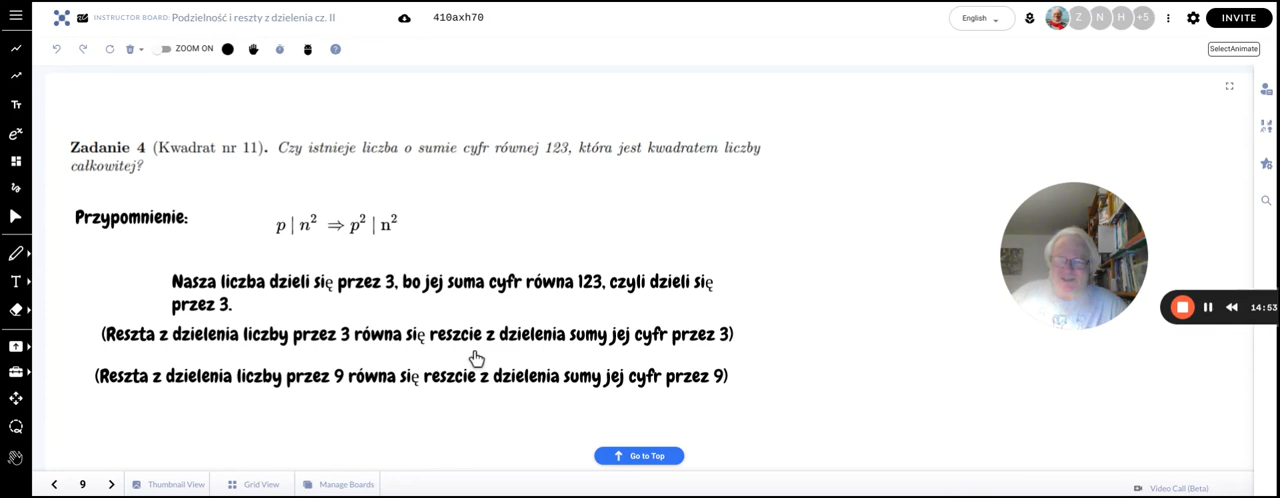 INSTRUCTOR BOARD: Podzielność i reszty z dzielenia cz. II
410axh70
English
Z N H +5
INVITE
ZOOM ON
SelectAnimate
Zadanie 4 (Kwadrat nr 11). Czy istnieje liczba o sumie cyfr równej 123, która jest kwadratem liczby
całkowitej?
Przypomnienie:
p | n² ⇒ p² | n²
Nasza liczba dzieli się przez 3, bo jej suma cyfr równa 123, czyli dzieli się
przez 3.
(Reszta z dzielenia liczby przez 3 równa się reszcie z dzielenia sumy jej cyfr przez 3)
(Reszta z dzielenia liczby przez 9 równa się reszcie z dzielenia sumy jej cyfr przez 9)
14:53
Go to Top
9
Thumbnail View
Grid View
Manage Boards
Video Call (Beta)
Tт
eˣ
T